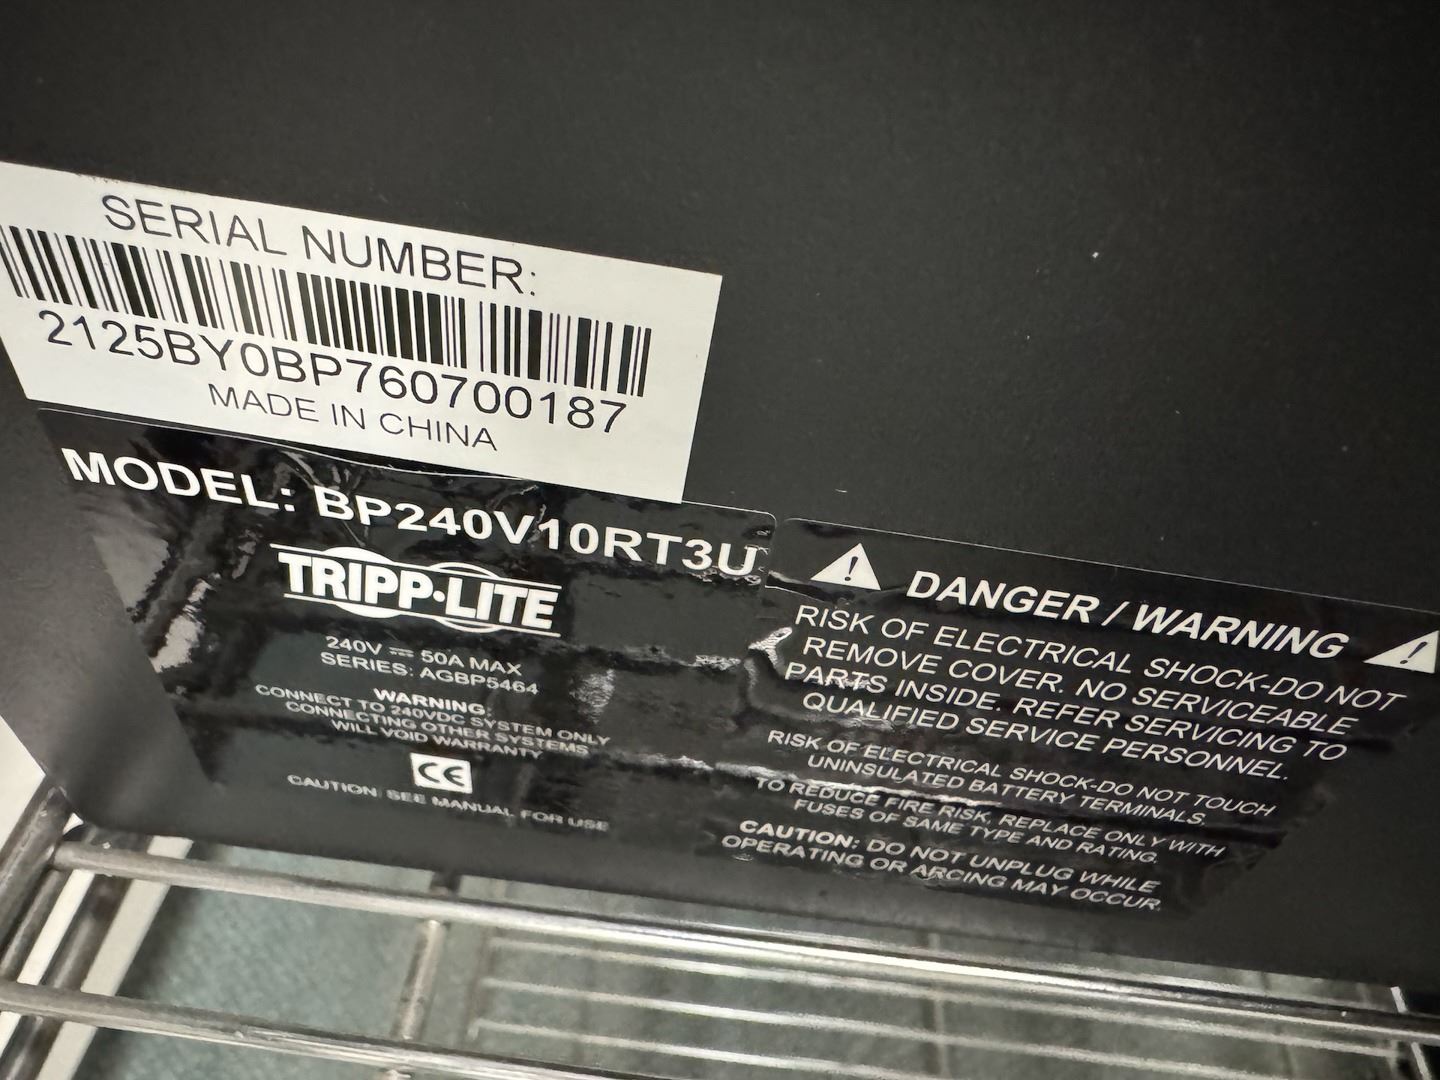 SERIAL NUMBER:
2125BY0BP760700187
MADE IN CHINA
MODEL: BP240V10RT3U
TRIPP·LITE
240V ⎓ 50A MAX
SERIES: AGBP5464
WARNING:
CONNECT TO 240VDC SYSTEM ONLY
CONNECTING OTHER SYSTEMS
WILL VOID WARRANTY
CE
CAUTION: SEE MANUAL FOR USE
DANGER / WARNING
RISK OF ELECTRICAL SHOCK-DO NOT
REMOVE COVER. NO SERVICEABLE
PARTS INSIDE. REFER SERVICING TO
QUALIFIED SERVICE PERSONNEL.
RISK OF ELECTRICAL SHOCK-DO NOT TOUCH
UNINSULATED BATTERY TERMINALS.
TO REDUCE FIRE RISK, REPLACE ONLY WITH
FUSES OF SAME TYPE AND RATING.
CAUTION: DO NOT UNPLUG WHILE
OPERATING OR ARCING MAY OCCUR.